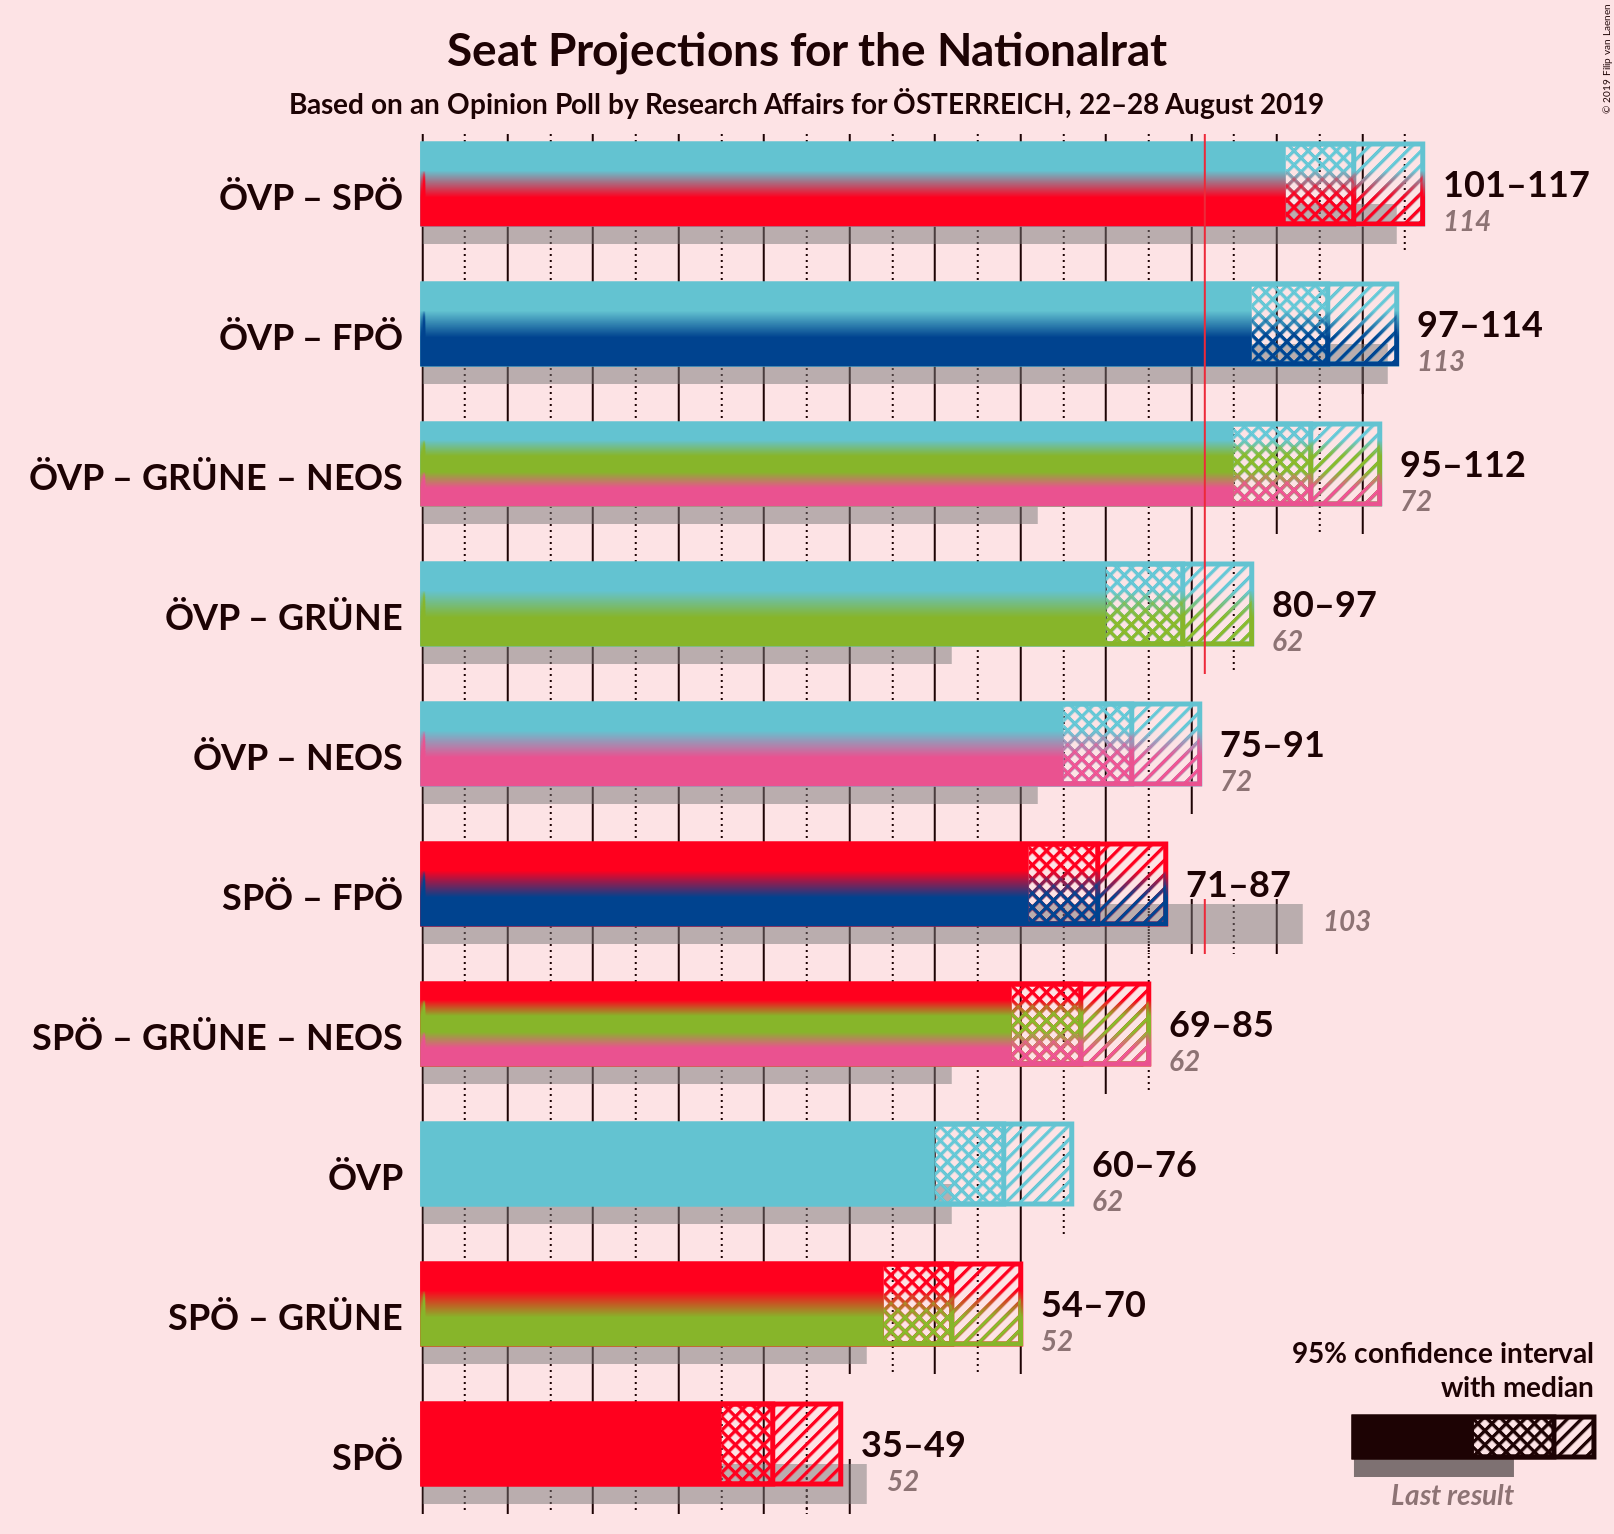 Seat Projections for the Nationalrat
Based on an Opinion Poll by Research Affairs for ÖSTERREICH, 22–28 August 2019
© 2019 Filip van Laenen
ÖVP – SPÖ
101–117
114
ÖVP – FPÖ
97–114
113
ÖVP – GRÜNE – NEOS
95–112
72
ÖVP – GRÜNE
80–97
62
ÖVP – NEOS
75–91
72
SPÖ – FPÖ
71–87
103
SPÖ – GRÜNE – NEOS
69–85
62
ÖVP
60–76
62
SPÖ – GRÜNE
54–70
52
SPÖ
35–49
52
95% confidence interval
with median
Last result